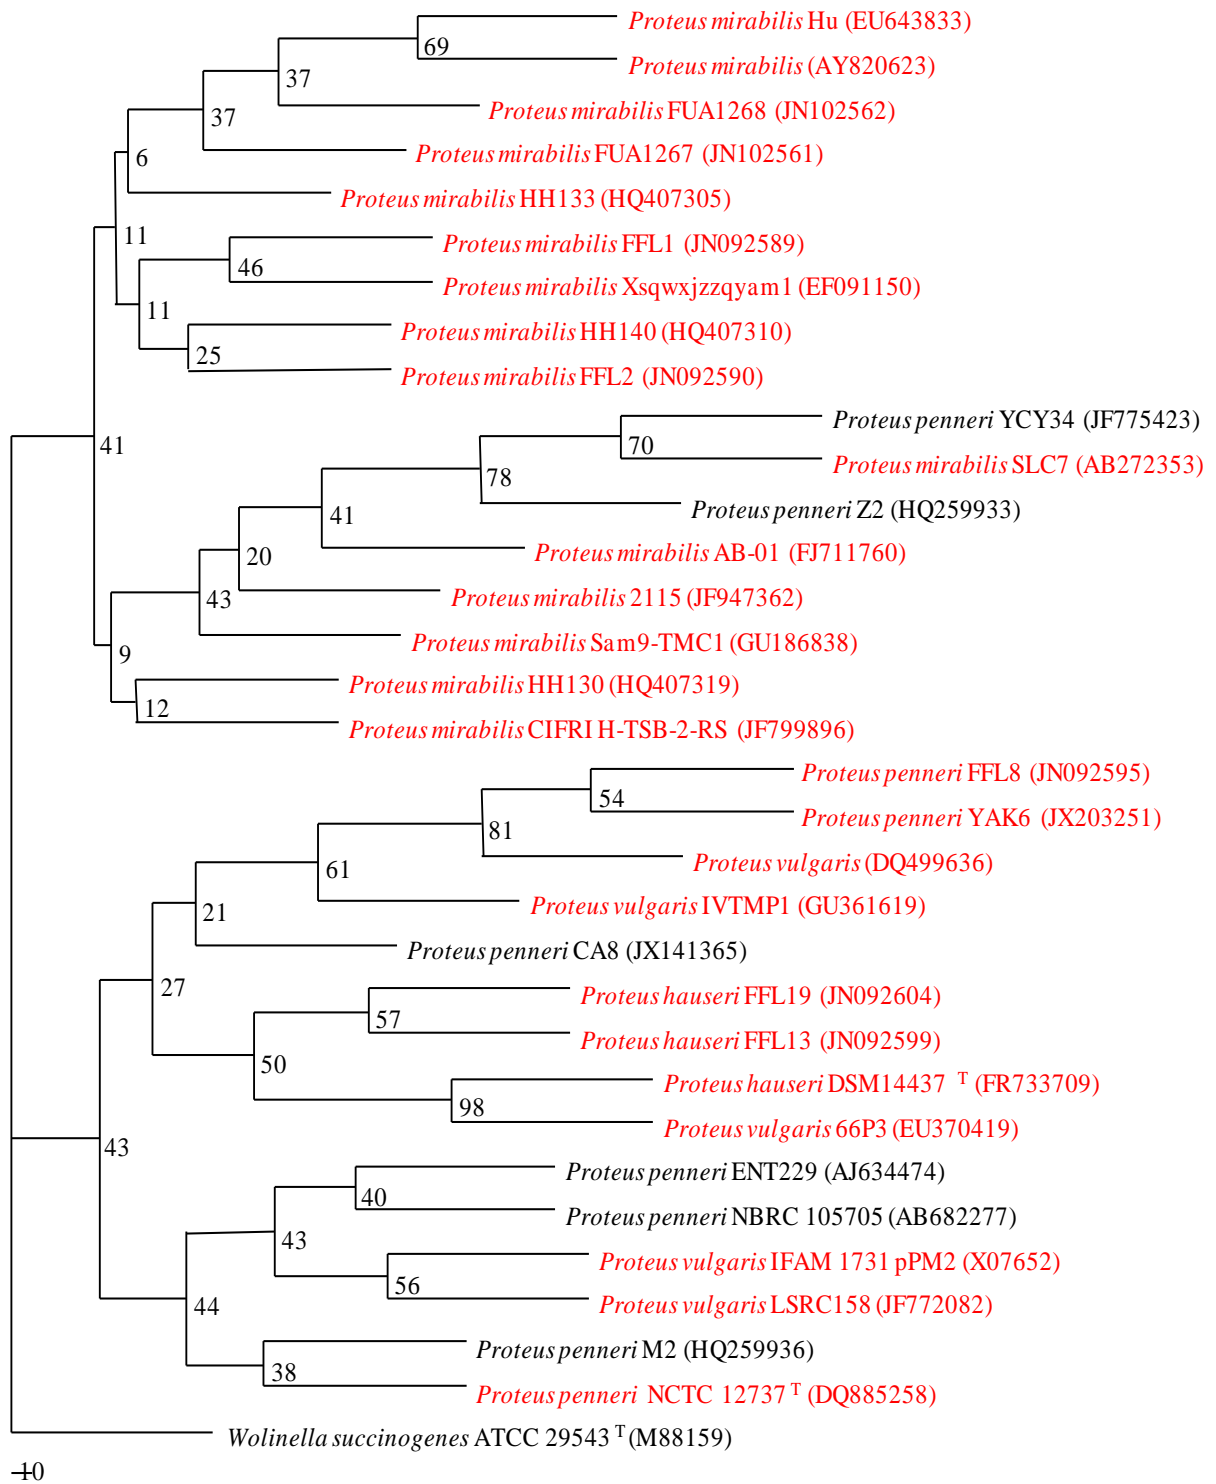 Proteus mirabilis Hu (EU643833)
69
Proteus mirabilis (AY820623)
37
Proteus mirabilis FUA1268 (JN102562)
37
Proteus mirabilis FUA1267 (JN102561)
6
Proteus mirabilis HH133 (HQ407305)
11
Proteus mirabilis FFL1 (JN092589)
46
Proteus mirabilis Xsqwxjzzqyam1 (EF091150)
11
Proteus mirabilis HH140 (HQ407310)
25
Proteus mirabilis FFL2 (JN092590)
Proteus penneri YCY34 (JF775423)
41
70
Proteus mirabilis SLC7 (AB272353)
78
Proteus penneri Z2 (HQ259933)
41
Proteus mirabilis AB-01 (FJ711760)
20
Proteus mirabilis 2115 (JF947362)
43
Proteus mirabilis Sam9-TMC1 (GU186838)
9
Proteus mirabilis HH130 (HQ407319)
12
Proteus mirabilis CIFRI H-TSB-2-RS (JF799896)
Proteus penneri FFL8 (JN092595)
54
Proteus penneri YAK6 (JX203251)
81
Proteus vulgaris (DQ499636)
61
Proteus vulgaris IVTMP1 (GU361619)
21
Proteus penneri CA8 (JX141365)
27
Proteus hauseri FFL19 (JN092604)
57
Proteus hauseri FFL13 (JN092599)
50
Proteus hauseri DSM14437 T (FR733709)
98
Proteus vulgaris 66P3 (EU370419)
43
Proteus penneri ENT229 (AJ634474)
40
Proteus penneri NBRC 105705 (AB682277)
43
Proteus vulgaris IFAM 1731 pPM2 (X07652)
56
Proteus vulgaris LSRC158 (JF772082)
44
Proteus penneri M2 (HQ259936)
38
Proteus penneri NCTC 12737 T (DQ885258)
Wolinella succinogenes ATCC 29543 T (M88159)
10